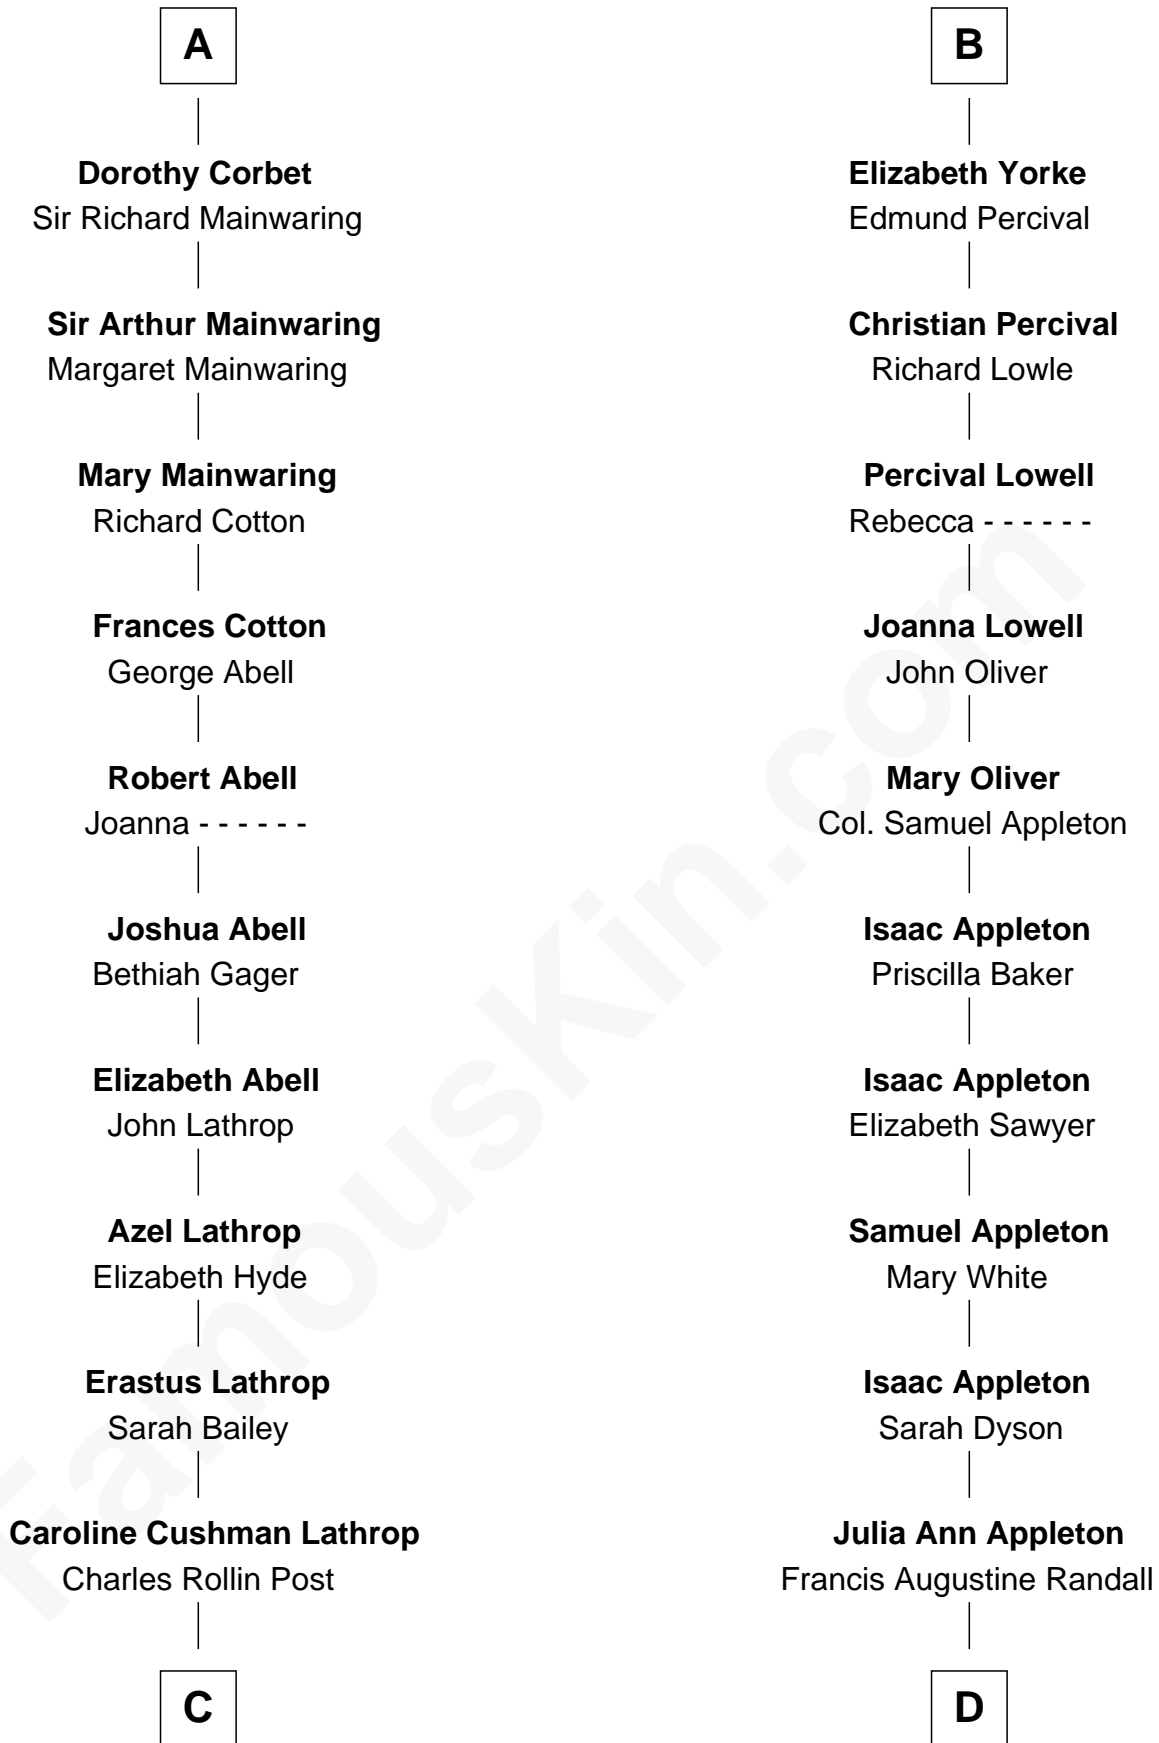 A
Dorothy Corbet
Sir Richard Mainwaring
Sir Arthur Mainwaring
Margaret Mainwaring
Mary Mainwaring
Richard Cotton
Frances Cotton
George Abell
Robert Abell
Joanna - - - - - -
Joshua Abell
Bethiah Gager
Elizabeth Abell
John Lathrop
Azel Lathrop
Elizabeth Hyde
Erastus Lathrop
Sarah Bailey
Caroline Cushman Lathrop
Charles Rollin Post
C
B
Elizabeth Yorke
Edmund Percival
Christian Percival
Richard Lowle
Percival Lowell
Rebecca - - - - - -
Joanna Lowell
John Oliver
Mary Oliver
Col. Samuel Appleton
Isaac Appleton
Priscilla Baker
Isaac Appleton
Elizabeth Sawyer
Samuel Appleton
Mary White
Isaac Appleton
Sarah Dyson
Julia Ann Appleton
Francis Augustine Randall
D
FamousKin.com